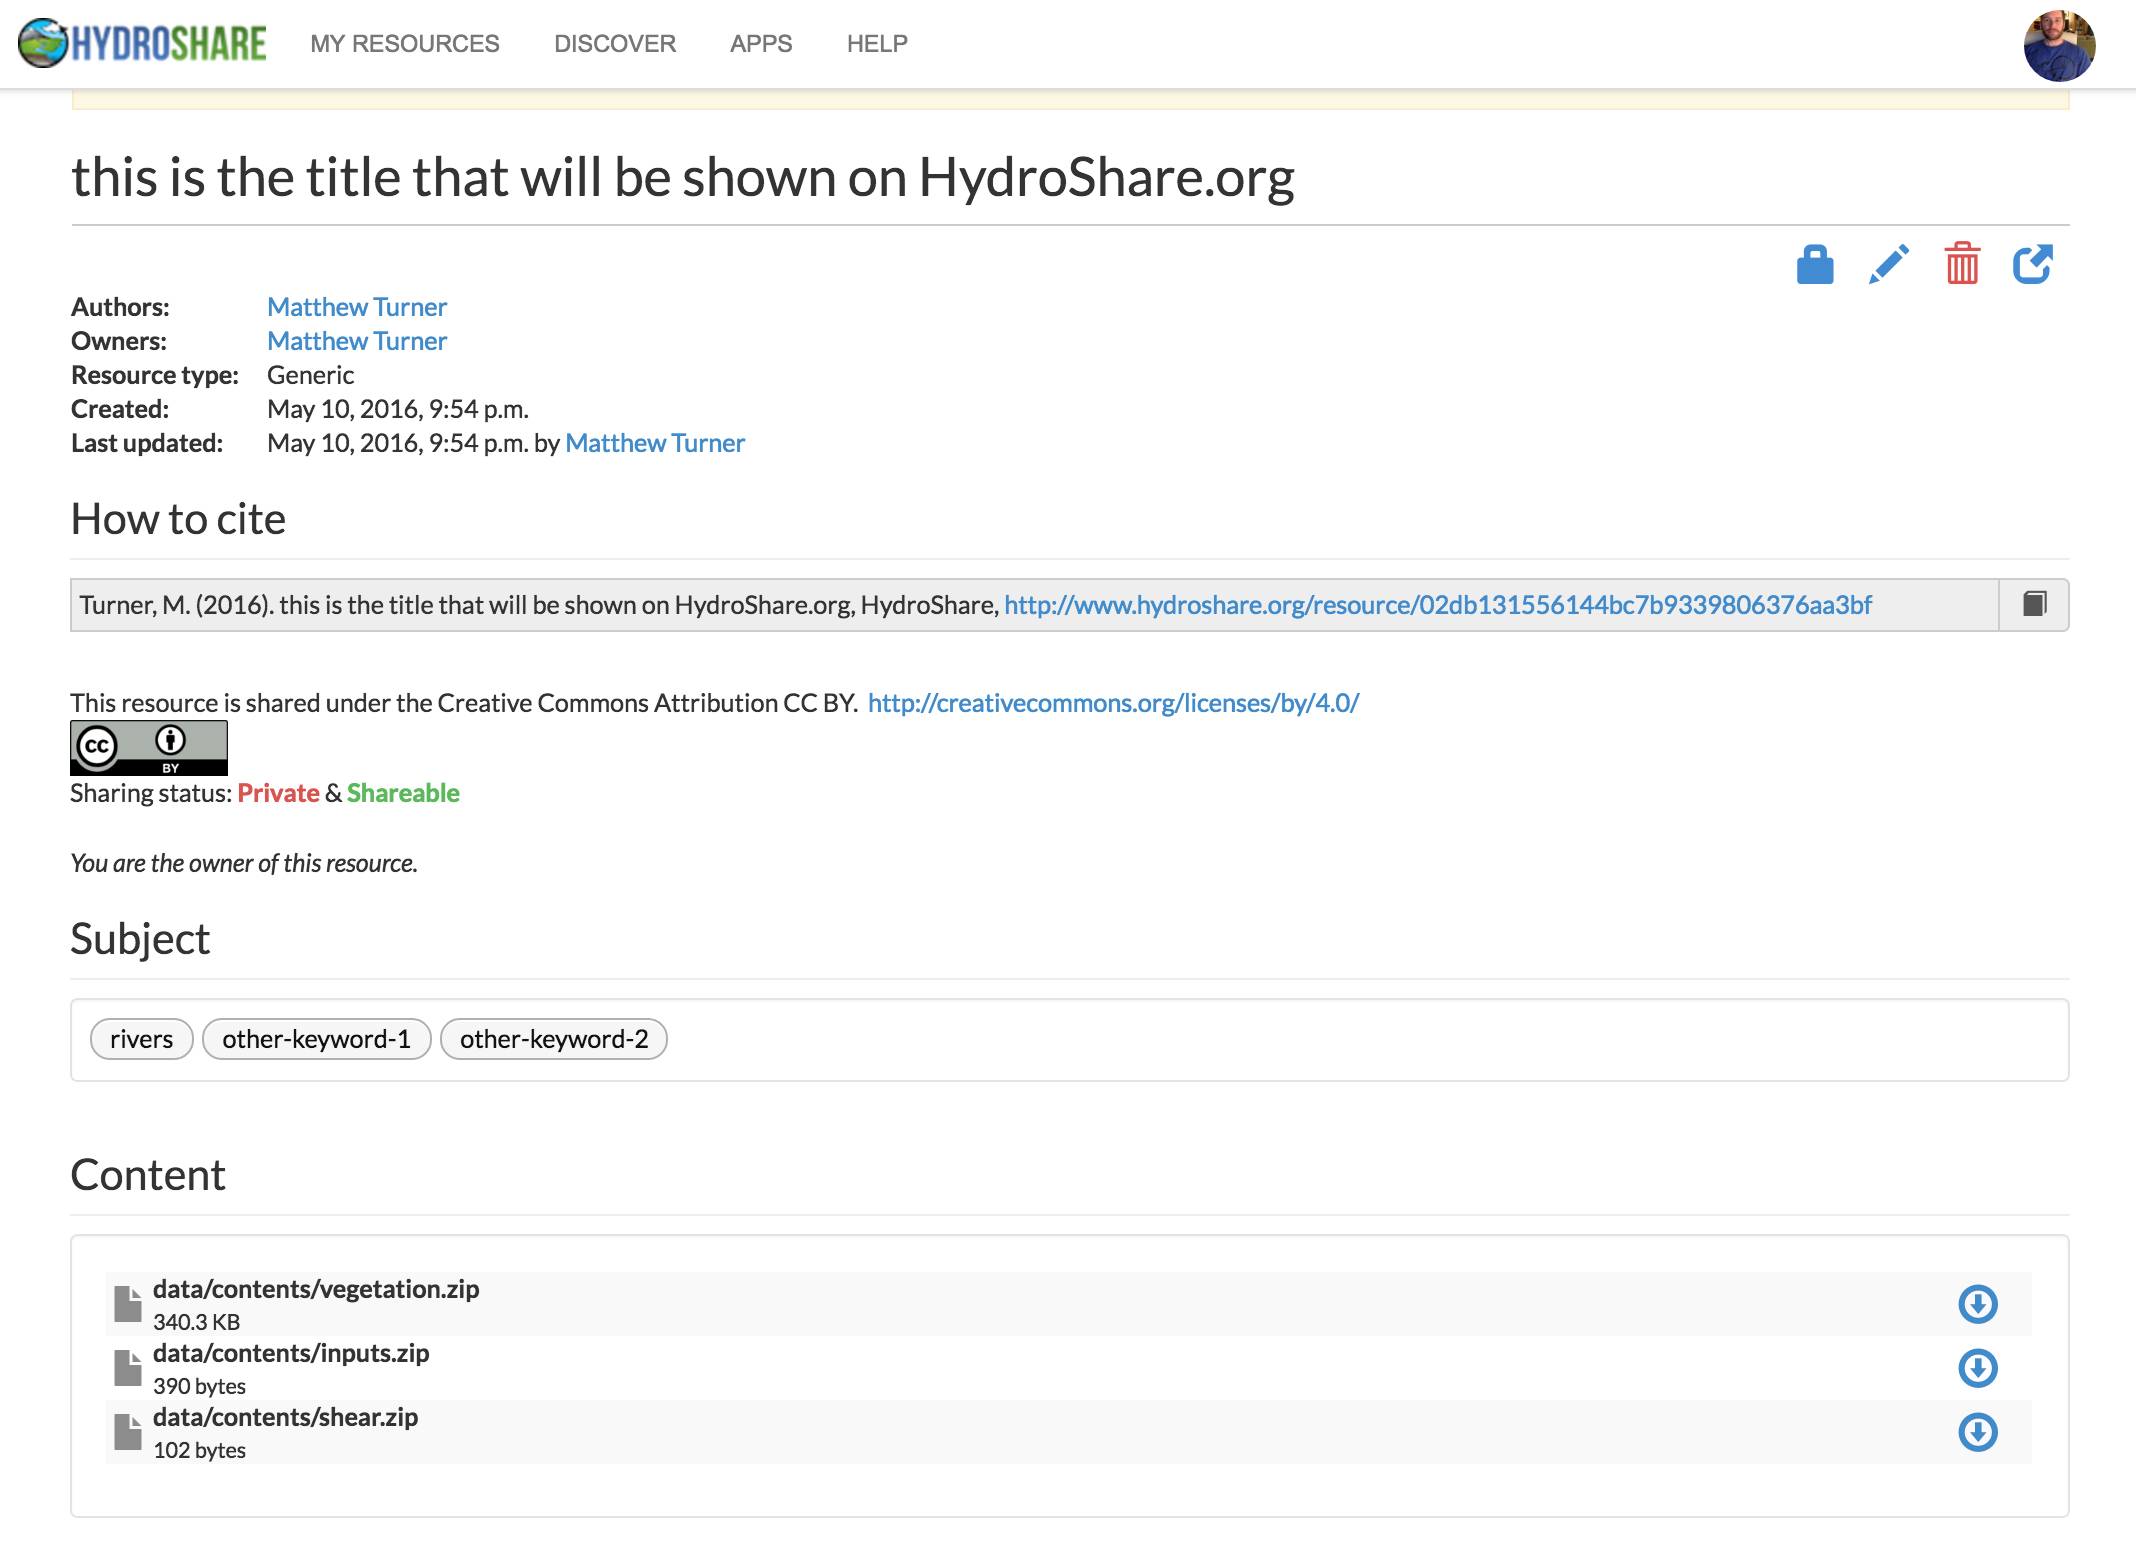 HYDROSHARE MY RESOURCES DISCOVER APPS HELP
this is the title that will be shown on HydroShare.org
Authors: Matthew Turner
Owners: Matthew Turner
Resource type: Generic
Created: May 10, 2016, 9:54 p.m.
Last updated: May 10, 2016, 9:54 p.m. by Matthew Turner
How to cite
Turner, M. (2016). this is the title that will be shown on HydroShare.org, HydroShare, http://www.hydroshare.org/resource/02db131556144bc7b9339806376aa3bf
This resource is shared under the Creative Commons Attribution CC BY. http://creativecommons.org/licenses/by/4.0/
cc
BY
Sharing status: Private & Shareable
You are the owner of this resource.
Subject
rivers other-keyword-1 other-keyword-2
Content
data/contents/vegetation.zip
340.3 KB
data/contents/inputs.zip
390 bytes
data/contents/shear.zip
102 bytes